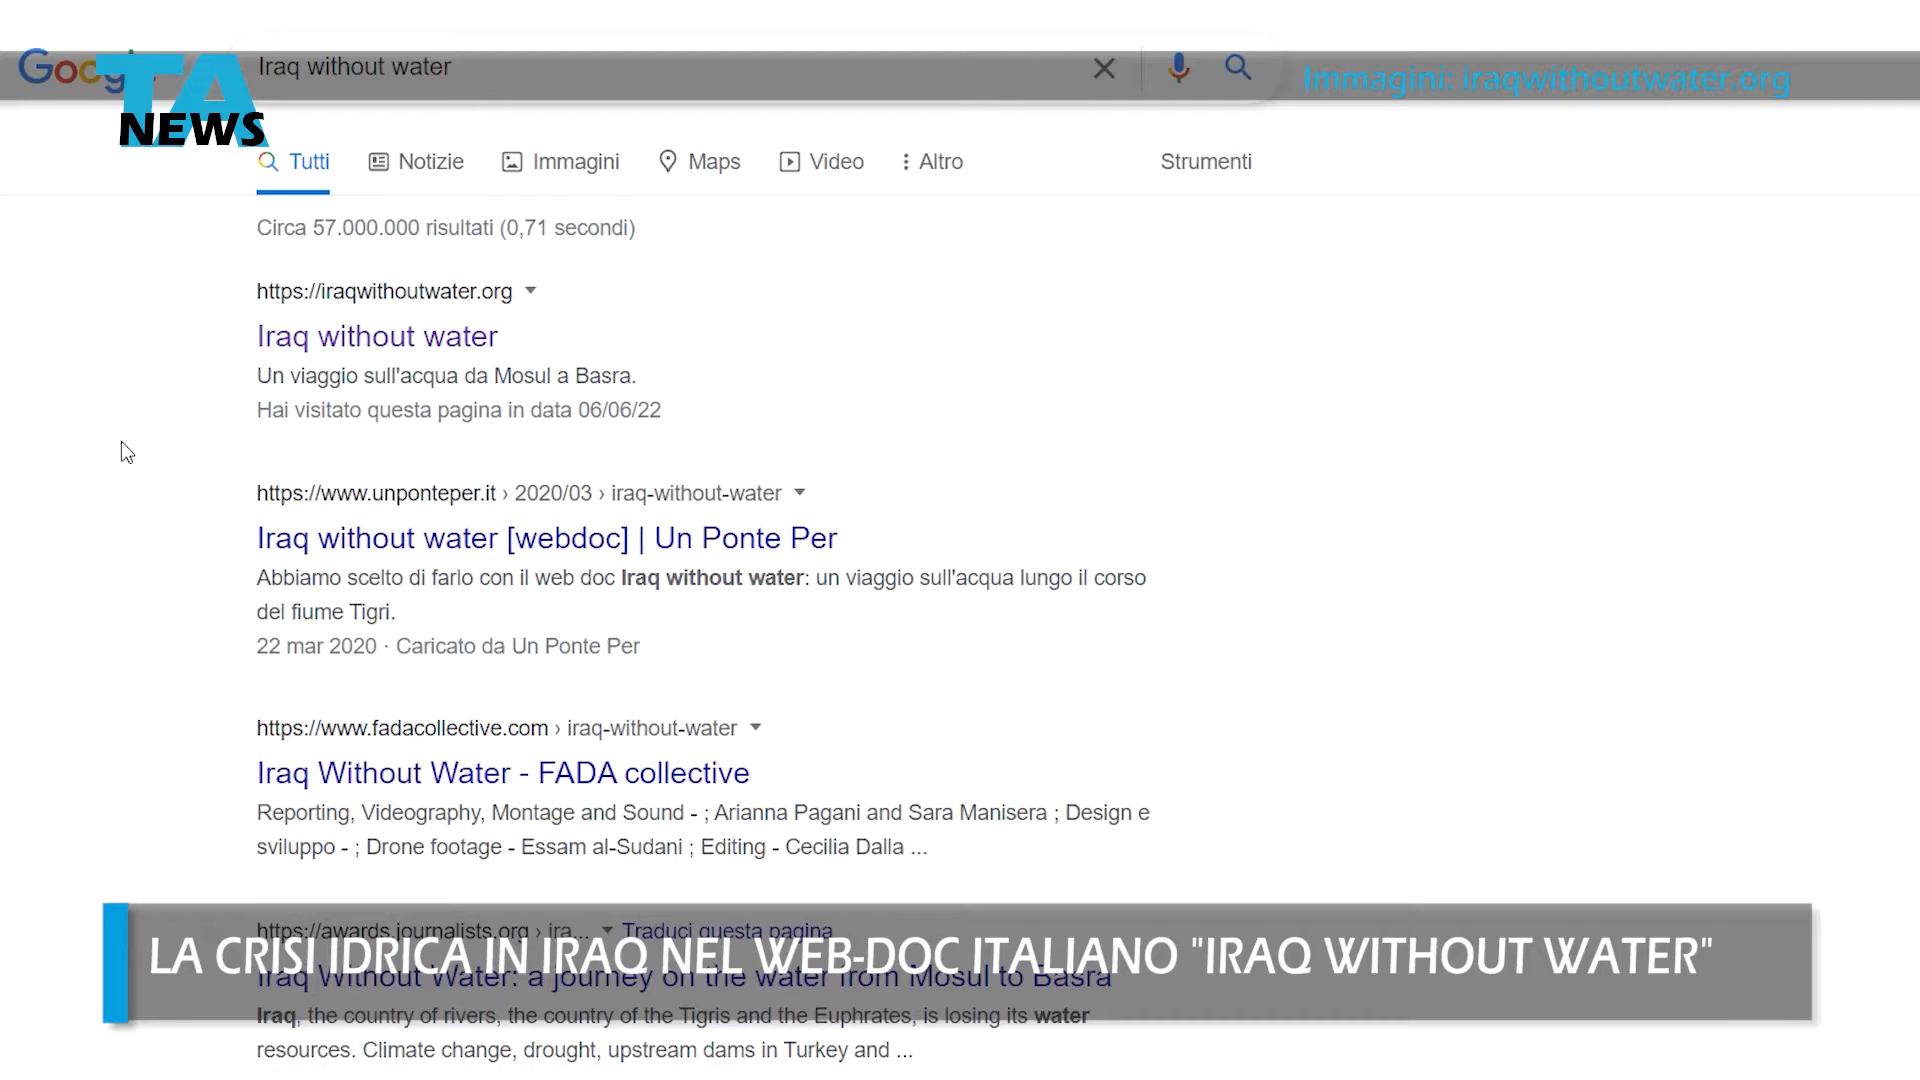 Google
TA
NEWS
Iraq without water
Immagini: iraqwithoutwater.org
Tutti
Notizie
Immagini
Maps
Video
Altro
Strumenti
Circa 57.000.000 risultati (0,71 secondi)
https://iraqwithoutwater.org
Iraq without water
Un viaggio sull'acqua da Mosul a Basra.
Hai visitato questa pagina in data 06/06/22
https://www.unponteper.it › 2020/03 › iraq-without-water
Iraq without water [webdoc] | Un Ponte Per
Abbiamo scelto di farlo con il web doc Iraq without water: un viaggio sull'acqua lungo il corso
del fiume Tigri.
22 mar 2020 · Caricato da Un Ponte Per
https://www.fadacollective.com › iraq-without-water
Iraq Without Water - FADA collective
Reporting, Videography, Montage and Sound - ; Arianna Pagani and Sara Manisera ; Design e
sviluppo - ; Drone footage - Essam al-Sudani ; Editing - Cecilia Dalla ...
https://awards.journalists.org › ira... Traduci questa pagina
LA CRISI IDRICA IN IRAQ NEL WEB-DOC ITALIANO "IRAQ WITHOUT WATER"
Iraq Without Water: a journey on the water from Mosul to Basra
Iraq, the country of rivers, the country of the Tigris and the Euphrates, is losing its water
resources. Climate change, drought, upstream dams in Turkey and ...